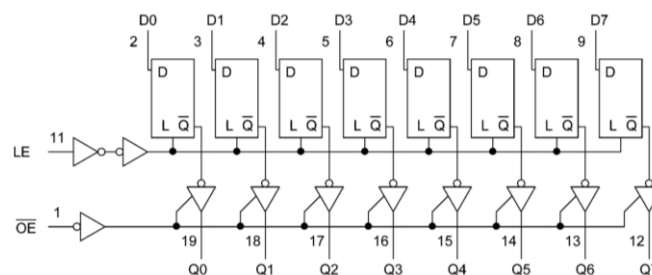 D0 D1 D2 D3 D4 D5 D6 D7
2 3 4 5 6 7 8 9
D D D D D D D D
L Q̅ L Q̅ L Q̅ L Q̅ L Q̅ L Q̅ L Q̅ L Q̅
11
LE
1
O̅E̅
19 18 17 16 15 14 13 12
Q0 Q1 Q2 Q3 Q4 Q5 Q6